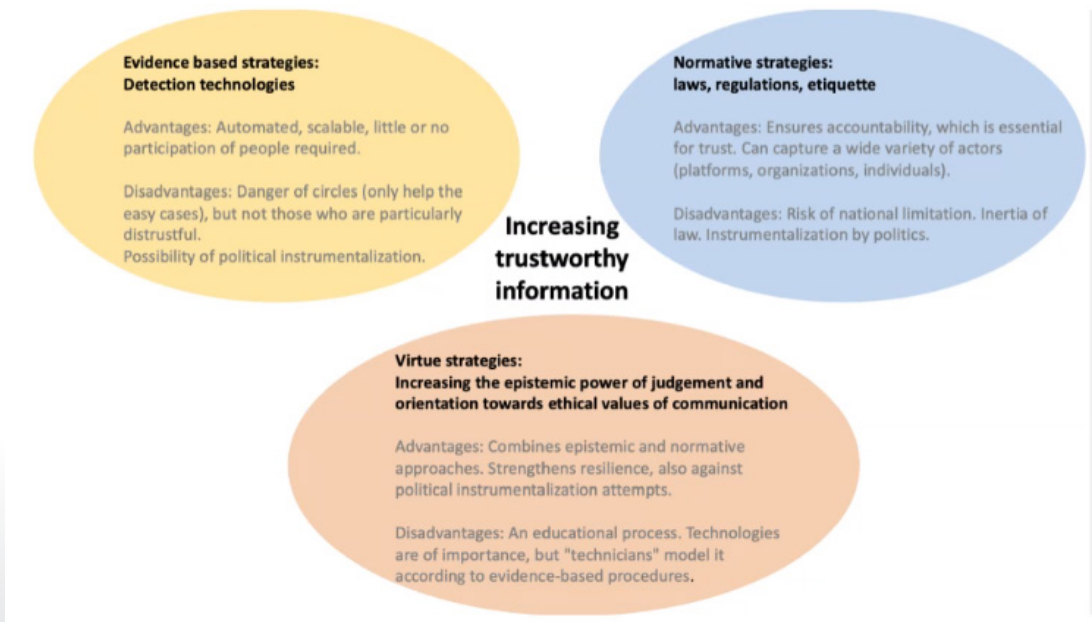 Evidence based strategies:
Detection technologies
Advantages: Automated, scalable, little or no
participation of people required.
Disadvantages: Danger of circles (only help the
easy cases), but not those who are particularly
distrustful.
Possibility of political instrumentalization.
Normative strategies:
laws, regulations, etiquette
Advantages: Ensures accountability, which is essential
for trust. Can capture a wide variety of actors
(platforms, organizations, individuals).
Disadvantages: Risk of national limitation. Inertia of
law. Instrumentalization by politics.
Increasing
trustworthy
information
Virtue strategies:
Increasing the epistemic power of judgement and
orientation towards ethical values of communication
Advantages: Combines epistemic and normative
approaches. Strengthens resilience, also against
political instrumentalization attempts.
Disadvantages: An educational process. Technologies
are of importance, but "technicians" model it
according to evidence-based procedures.